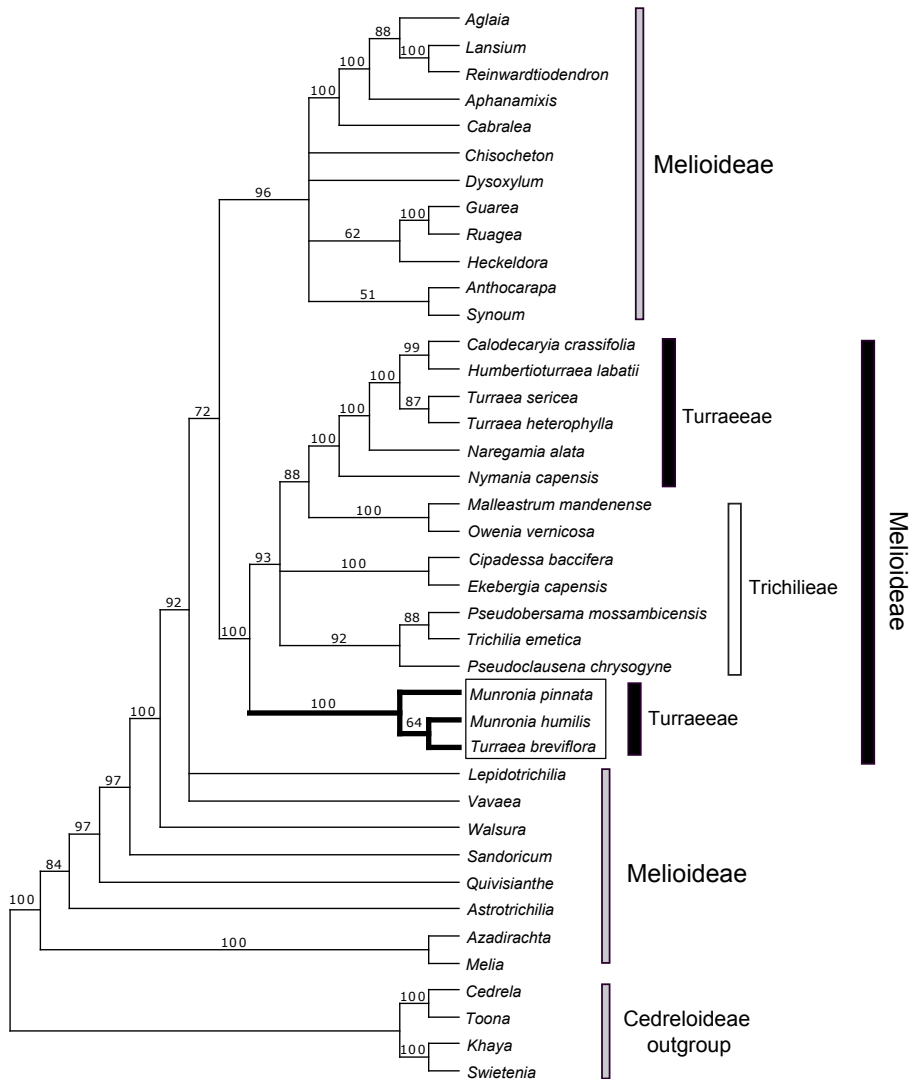 Aglaia
88
Lansium
100
Reinwardtiodendron
100
Aphanamixis
100
Cabralea
Chisocheton
Melioideae
Dysoxylum
96
Guarea
100
Ruagea
62
Heckeldora
Anthocarapa
51
Synoum
Calodecaryia crassifolia
99
Humbertioturraea labatii
100
Turraea sericea
87
Turraea heterophylla
100
72
Turraeeae
Naregamia alata
100
Nymania capensis
88
Malleastrum mandenense
100
Owenia vernicosa
Cipadessa baccifera
93
100
Ekebergia capensis
Trichilieae
Melioideae
92
Pseudobersama mossambicensis
88
Trichilia emetica
100
92
Pseudoclausena chrysogyne
Munronia pinnata
100
Munronia humilis
64
Turraea breviflora
Turraeeae
100
Lepidotrichilia
Vavaea
97
Walsura
Sandoricum
97
Quivisianthe
Melioideae
84
Astrotrichilia
100
Azadirachta
100
Melia
Cedrela
100
Toona
Khaya
100
Swietenia
Cedreloideae
outgroup